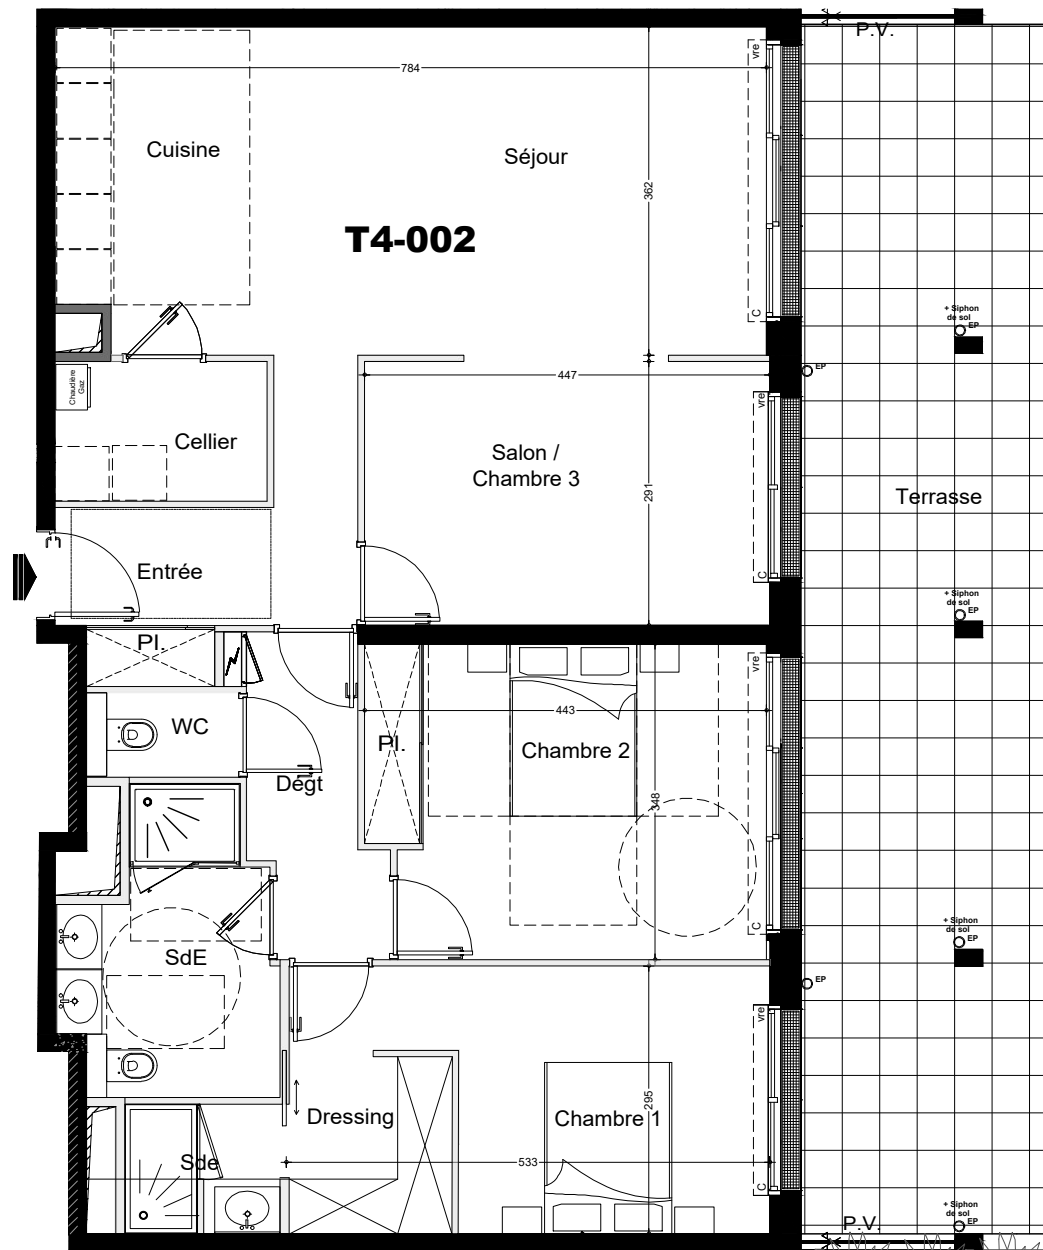 P.V.
vre
784
Cuisine
Séjour
362
T4-002
C
+ Siphon
de sol
EP
EP
447
Chaudière
Gaz
vre
Cellier
Salon /
Chambre 3
291
Terrasse
C
Entrée
+ Siphon
de sol
EP
Pl.
vre
443
WC
Pl.
Chambre 2
Dégt
348
C
+ Siphon
de sol
EP
SdE
EP
vre
Dressing
Chambre 1
295
Sde
533
C
+ Siphon
de sol
EP
P.V.